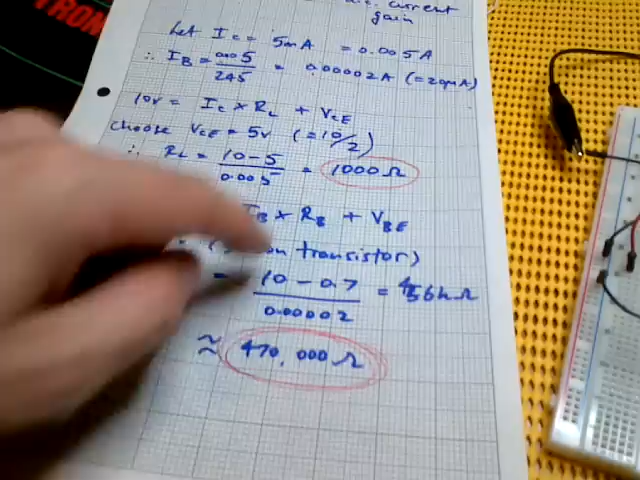 TRON
a.c. current
gain
Let Ic = 5mA = 0.005A
∴ IB = 0.005/245 = 0.00002A (=20µA)
10V = Ic × RL + VCE
choose VCE = 5V (=10/2)
∴ RL = 10-5/0.005 = 1000Ω
IB × RB + VBE
transistor)
= 10-0.7/0.00002 = 456kΩ
≈ 470,000Ω